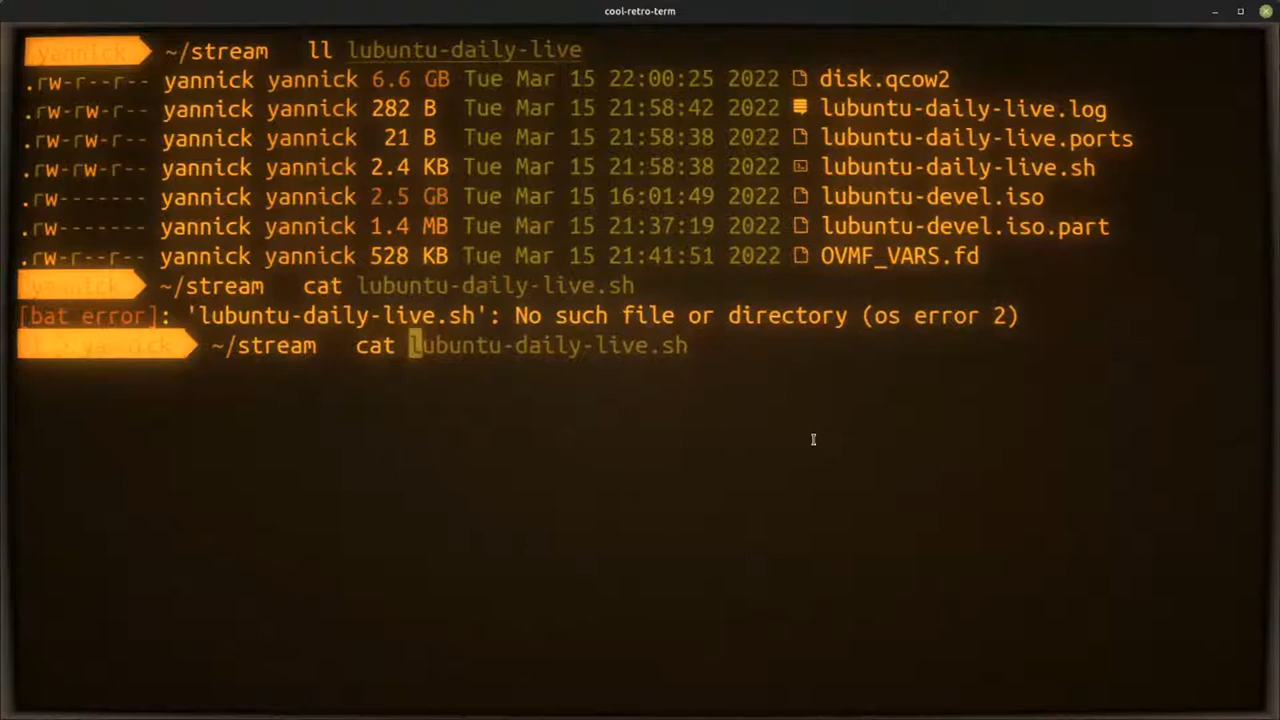 cool-retro-term
yannick ~/stream ll lubuntu-daily-live
.rw-r--r-- yannick yannick 6.6 GB Tue Mar 15 22:00:25 2022 disk.qcow2
.rw-rw-r-- yannick yannick 282 B Tue Mar 15 21:58:42 2022 lubuntu-daily-live.log
.rw-rw-r-- yannick yannick 21 B Tue Mar 15 21:58:38 2022 lubuntu-daily-live.ports
.rw-rw-r-- yannick yannick 2.4 KB Tue Mar 15 21:58:38 2022 lubuntu-daily-live.sh
.rw------- yannick yannick 2.5 GB Tue Mar 15 16:01:49 2022 lubuntu-devel.iso
.rw------- yannick yannick 1.4 MB Tue Mar 15 21:37:19 2022 lubuntu-devel.iso.part
.rw-rw-r-- yannick yannick 528 KB Tue Mar 15 21:41:51 2022 OVMF_VARS.fd
yannick ~/stream cat lubuntu-daily-live.sh
[bat error]: 'lubuntu-daily-live.sh': No such file or directory (os error 2)
yannick ~/stream cat lubuntu-daily-live.sh